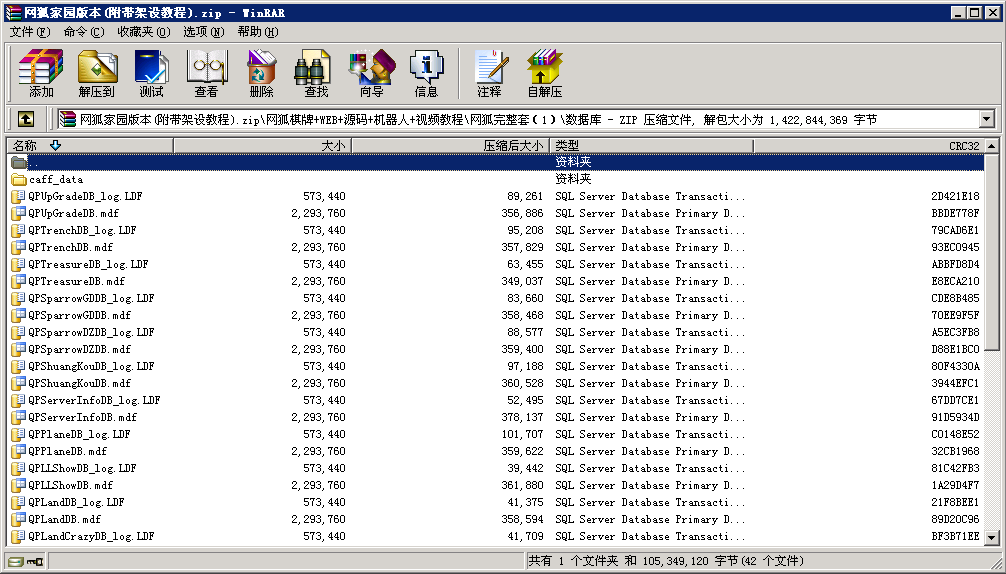 网狐家园版本(附带架设教程).zip - WinRAR
文件(F) 命令(C) 收藏夹(O) 选项(N) 帮助(H)
添加 解压到 测试 查看 删除 查找 向导 信息 注释 自解压
网狐家园版本(附带架设教程).zip\网狐棋牌+WEB+源码+机器人+视频教程\网狐完整套(1)\数据库 - ZIP 压缩文件, 解包大小为 1,422,844,369 字节
名称 大小 压缩后大小 类型 CRC32
.. 资料夹
caff_data 资料夹
QPUpGradeDB_log.LDF 573,440 89,261 SQL Server Database Transacti... 2D421E18
QPUpGradeDB.mdf 2,293,760 356,886 SQL Server Database Primary D... BBDE778F
QPTrenchDB_log.LDF 573,440 95,208 SQL Server Database Transacti... 79CAD6E1
QPTrenchDB.mdf 2,293,760 357,829 SQL Server Database Primary D... 93EC0945
QPTreasureDB_log.LDF 573,440 63,455 SQL Server Database Transacti... ABBFD8D4
QPTreasureDB.mdf 2,293,760 349,037 SQL Server Database Primary D... E8ECA210
QPSparrowGDDB_log.LDF 573,440 83,660 SQL Server Database Transacti... CDE8B485
QPSparrowGDDB.mdf 2,293,760 358,468 SQL Server Database Primary D... 70EE9F5F
QPSparrowDZDB_log.LDF 573,440 88,577 SQL Server Database Transacti... A5EC3FB8
QPSparrowDZDB.mdf 2,293,760 359,400 SQL Server Database Primary D... D88E1BC0
QPShuangKouDB_log.LDF 573,440 97,188 SQL Server Database Transacti... 80F4330A
QPShuangKouDB.mdf 2,293,760 360,528 SQL Server Database Primary D... 3944EFC1
QPServerInfoDB_log.LDF 573,440 52,495 SQL Server Database Transacti... 67DD7CE1
QPServerInfoDB.mdf 2,293,760 378,137 SQL Server Database Primary D... 91D5934D
QPPlaneDB_log.LDF 573,440 101,707 SQL Server Database Transacti... C0148E52
QPPlaneDB.mdf 2,293,760 359,622 SQL Server Database Primary D... 32CB1968
QPLLShowDB_log.LDF 573,440 39,442 SQL Server Database Transacti... 81C42FB3
QPLLShowDB.mdf 2,293,760 361,880 SQL Server Database Primary D... 1A29D4F7
QPLandDB_log.LDF 573,440 41,375 SQL Server Database Transacti... 21F8BEE1
QPLandDB.mdf 2,293,760 358,594 SQL Server Database Primary D... 89D20C96
QPLandCrazyDB_log.LDF 573,440 41,709 SQL Server Database Transacti... BF3B71EE
共有 1 个文件夹 和 105,349,120 字节(42 个文件)